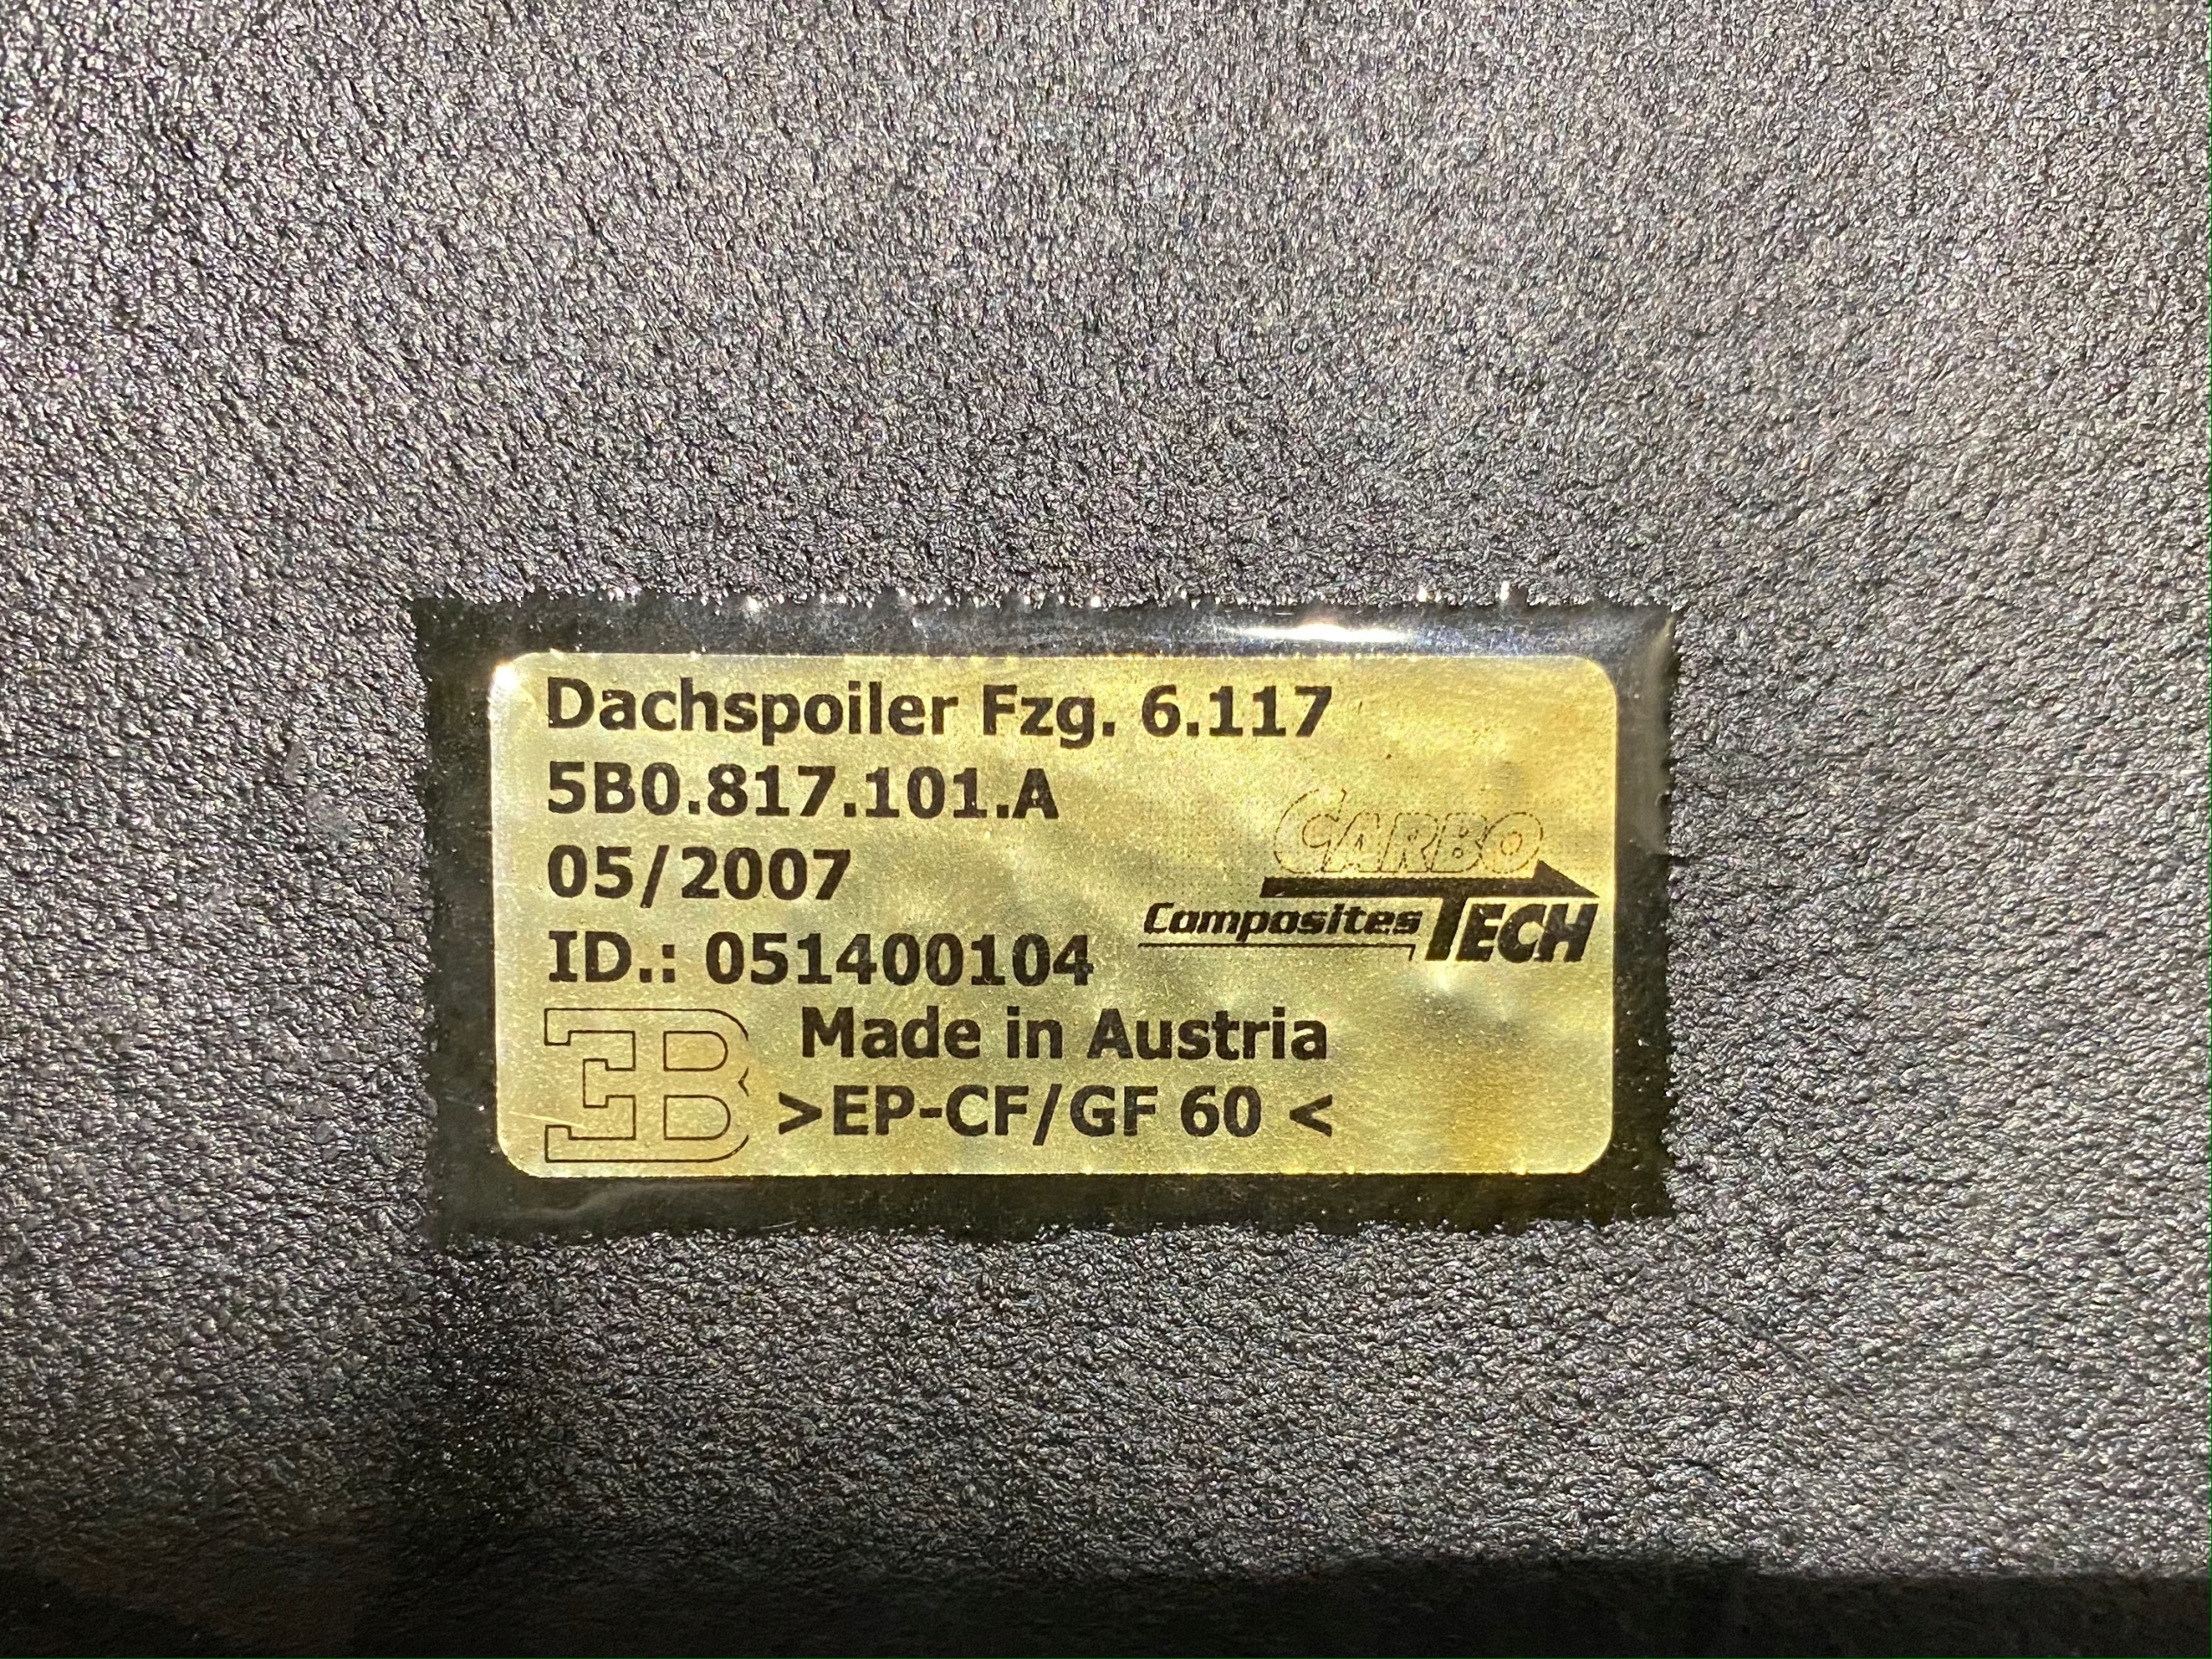 Dachspoiler Fzg. 6.117
5B0.817.101.A
05/2007
ID.: 051400104
CARBO
Composites TECH
EB
Made in Austria
>EP-CF/GF 60 <